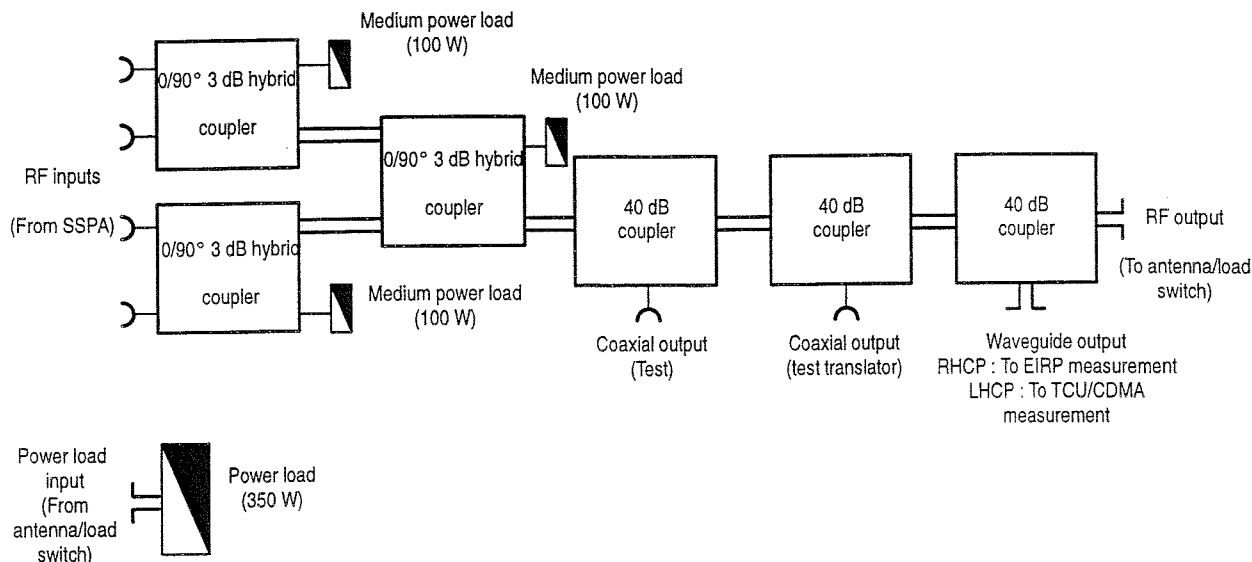 Medium power load
(100 W)
0/90° 3 dB hybrid
coupler
Medium power load
(100 W)
0/90° 3 dB hybrid
coupler
RF inputs
(From SSPA)
0/90° 3 dB hybrid
coupler
Medium power load
(100 W)
40 dB
coupler
40 dB
coupler
40 dB
coupler
RF output
(To antenna/load
switch)
Coaxial output
(Test)
Coaxial output
(test translator)
Waveguide output
RHCP : To EIRP measurement
LHCP : To TCU/CDMA
measurement
Power load
input
(From
antenna/load
switch)
Power load
(350 W)